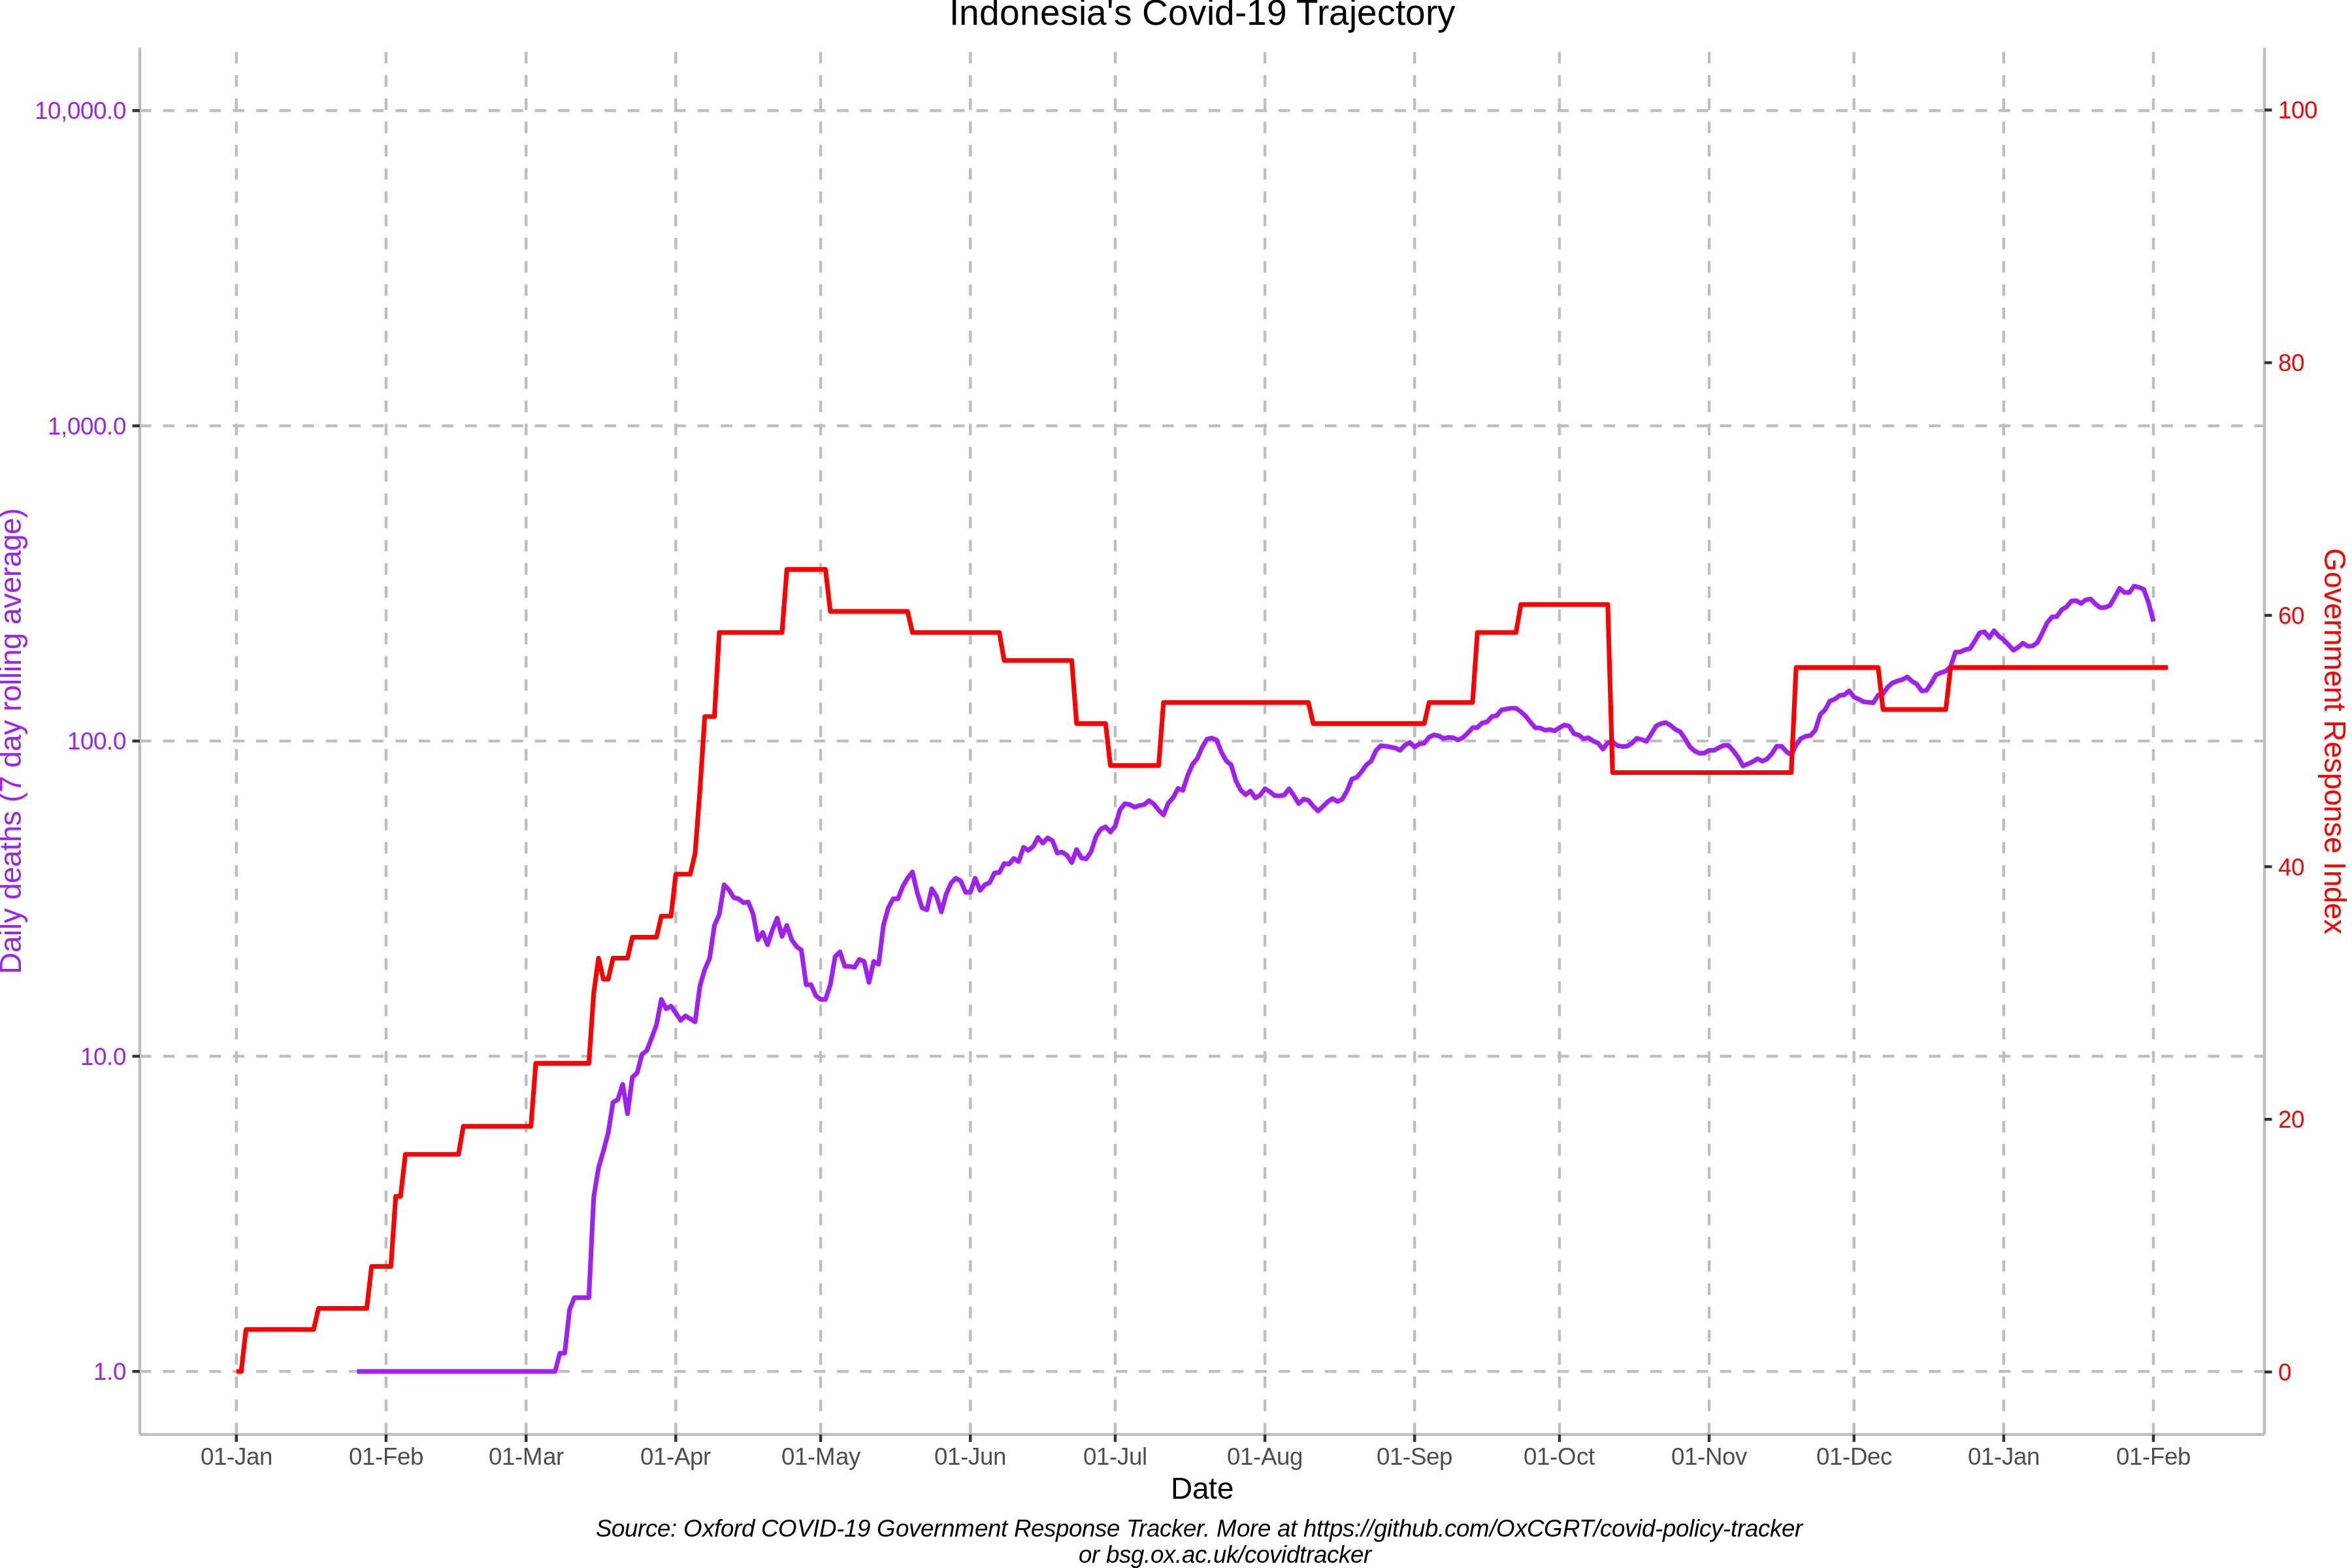 Indonesia's Covid-19 Trajectory
10,000.0
1,000.0
100.0
10.0
1.0
Daily deaths (7 day rolling average)
100
80
60
40
20
0
Government Response Index
01-Jan 01-Feb 01-Mar 01-Apr 01-May 01-Jun 01-Jul 01-Aug 01-Sep 01-Oct 01-Nov 01-Dec 01-Jan 01-Feb
Date
Source: Oxford COVID-19 Government Response Tracker. More at https://github.com/OxCGRT/covid-policy-tracker
or bsg.ox.ac.uk/covidtracker